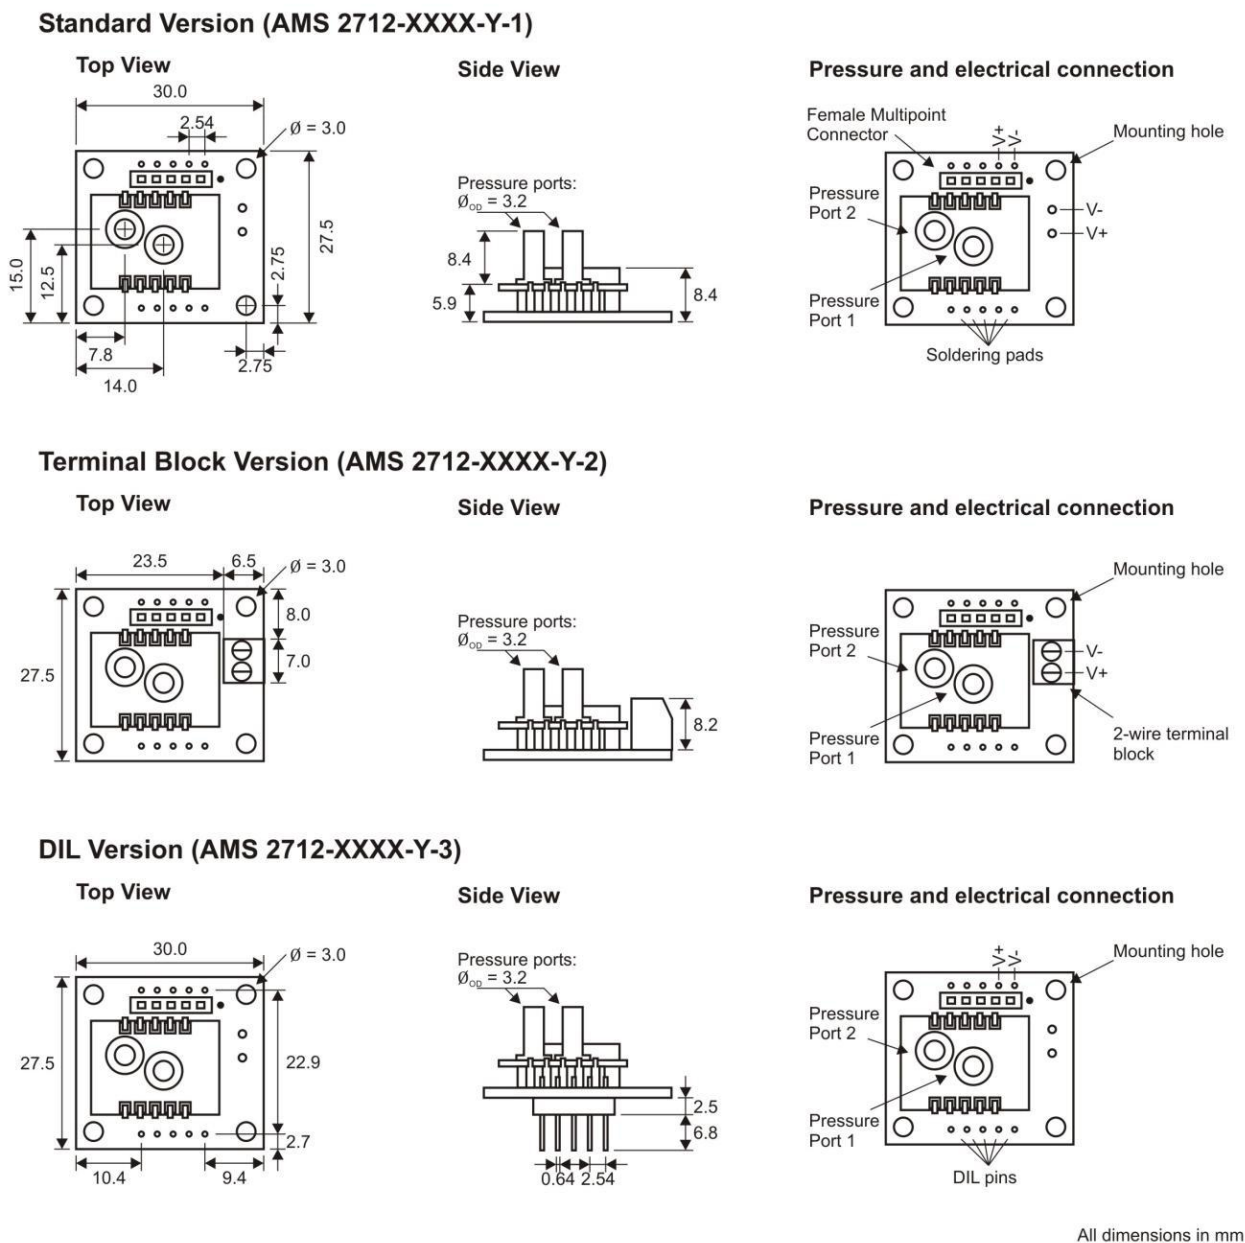 Standard Version (AMS 2712-XXXX-Y-1)
Top View
Side View
Pressure and electrical connection
30.0
2.54
Ø = 3.0
15.0
12.5
2.75
27.5
7.8
2.75
14.0
Pressure ports:
ØOD = 3.2
8.4
5.9
8.4
Female Multipoint
Connector
V+
V-
Mounting hole
Pressure
Port 2
V-
V+
Pressure
Port 1
Soldering pads
Terminal Block Version (AMS 2712-XXXX-Y-2)
Top View
Side View
Pressure and electrical connection
23.5
6.5
Ø = 3.0
8.0
7.0
27.5
Pressure ports:
ØOD = 3.2
8.2
Mounting hole
Pressure
Port 2
V-
V+
Pressure
Port 1
2-wire terminal
block
DIL Version (AMS 2712-XXXX-Y-3)
Top View
Side View
Pressure and electrical connection
30.0
Ø = 3.0
27.5
22.9
2.7
10.4
9.4
Pressure ports:
ØOD = 3.2
2.5
6.8
0.64
2.54
V+
V-
Mounting hole
Pressure
Port 2
Pressure
Port 1
DIL pins
All dimensions in mm